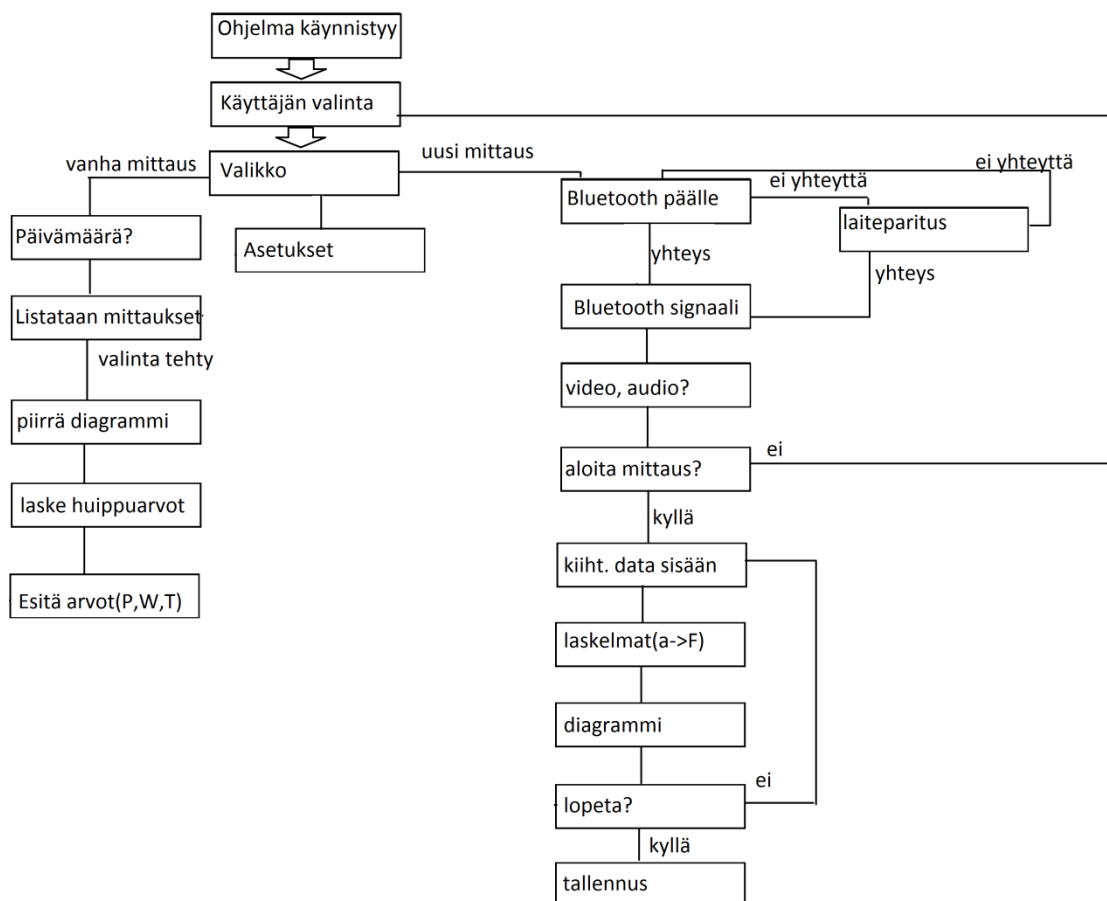 Ohjelma käynnistyy
Käyttäjän valinta
vanha mittaus
Valikko
uusi mittaus
Päivämäärä?
Asetukset
Listataan mittaukset
valinta tehty
piirrä diagrammi
laske huippuarvot
Esitä arvot(P,W,T)
Bluetooth päälle
ei yhteyttä
ei yhteyttä
laiteparitus
yhteys
yhteys
Bluetooth signaali
video, audio?
aloita mittaus?
ei
kyllä
kiiht. data sisään
laskelmat(a->F)
diagrammi
lopeta?
ei
kyllä
tallennus